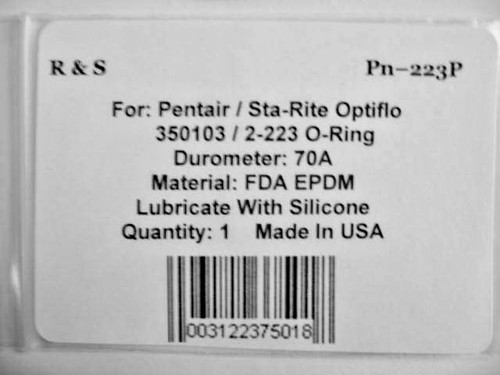 R & S
Pn-223P
For: Pentair / Sta-Rite Optiflo
350103 / 2-223 O-Ring
Durometer: 70A
Material: FDA EPDM
Lubricate With Silicone
Quantity: 1 Made In USA
003122375018